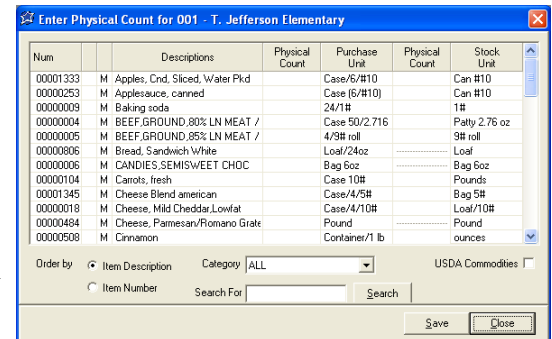 Enter Physical Count for 001 - T. Jefferson Elementary
Num Descriptions Physical Count Purchase Unit Physical Count Stock Unit
00001333 M Apples, Cnd, Sliced, Water Pkd Case/6/#10 Can #10
00000253 M Applesauce, canned Case (6/#10) Can #10
00000009 M Baking soda 24/1# 1#
00000004 M BEEF,GROUND,80% LN MEAT / Case 50/2.716 Patty 2.76 oz
00000005 M BEEF,GROUND,85% LN MEAT / 4/9# roll 9# roll
00000806 M Bread, Sandwich White Loaf/24oz Loaf
00000006 M CANDIES,SEMISWEET CHOC Bag 6oz Bag 6oz
00000104 M Carrots, fresh Case 10# Pounds
00001345 M Cheese Blend american Case/4/5# Bag 5#
00000018 M Cheese, Mild Cheddar,Lowfat Case/4/10# Loaf/10#
00000484 M Cheese, Parmesan/Romano Grate Pound Pound
00000508 M Cinnamon Container/1 lb ounces
Order by Item Description Category ALL USDA Commodities
Item Number Search For Search
Save Close